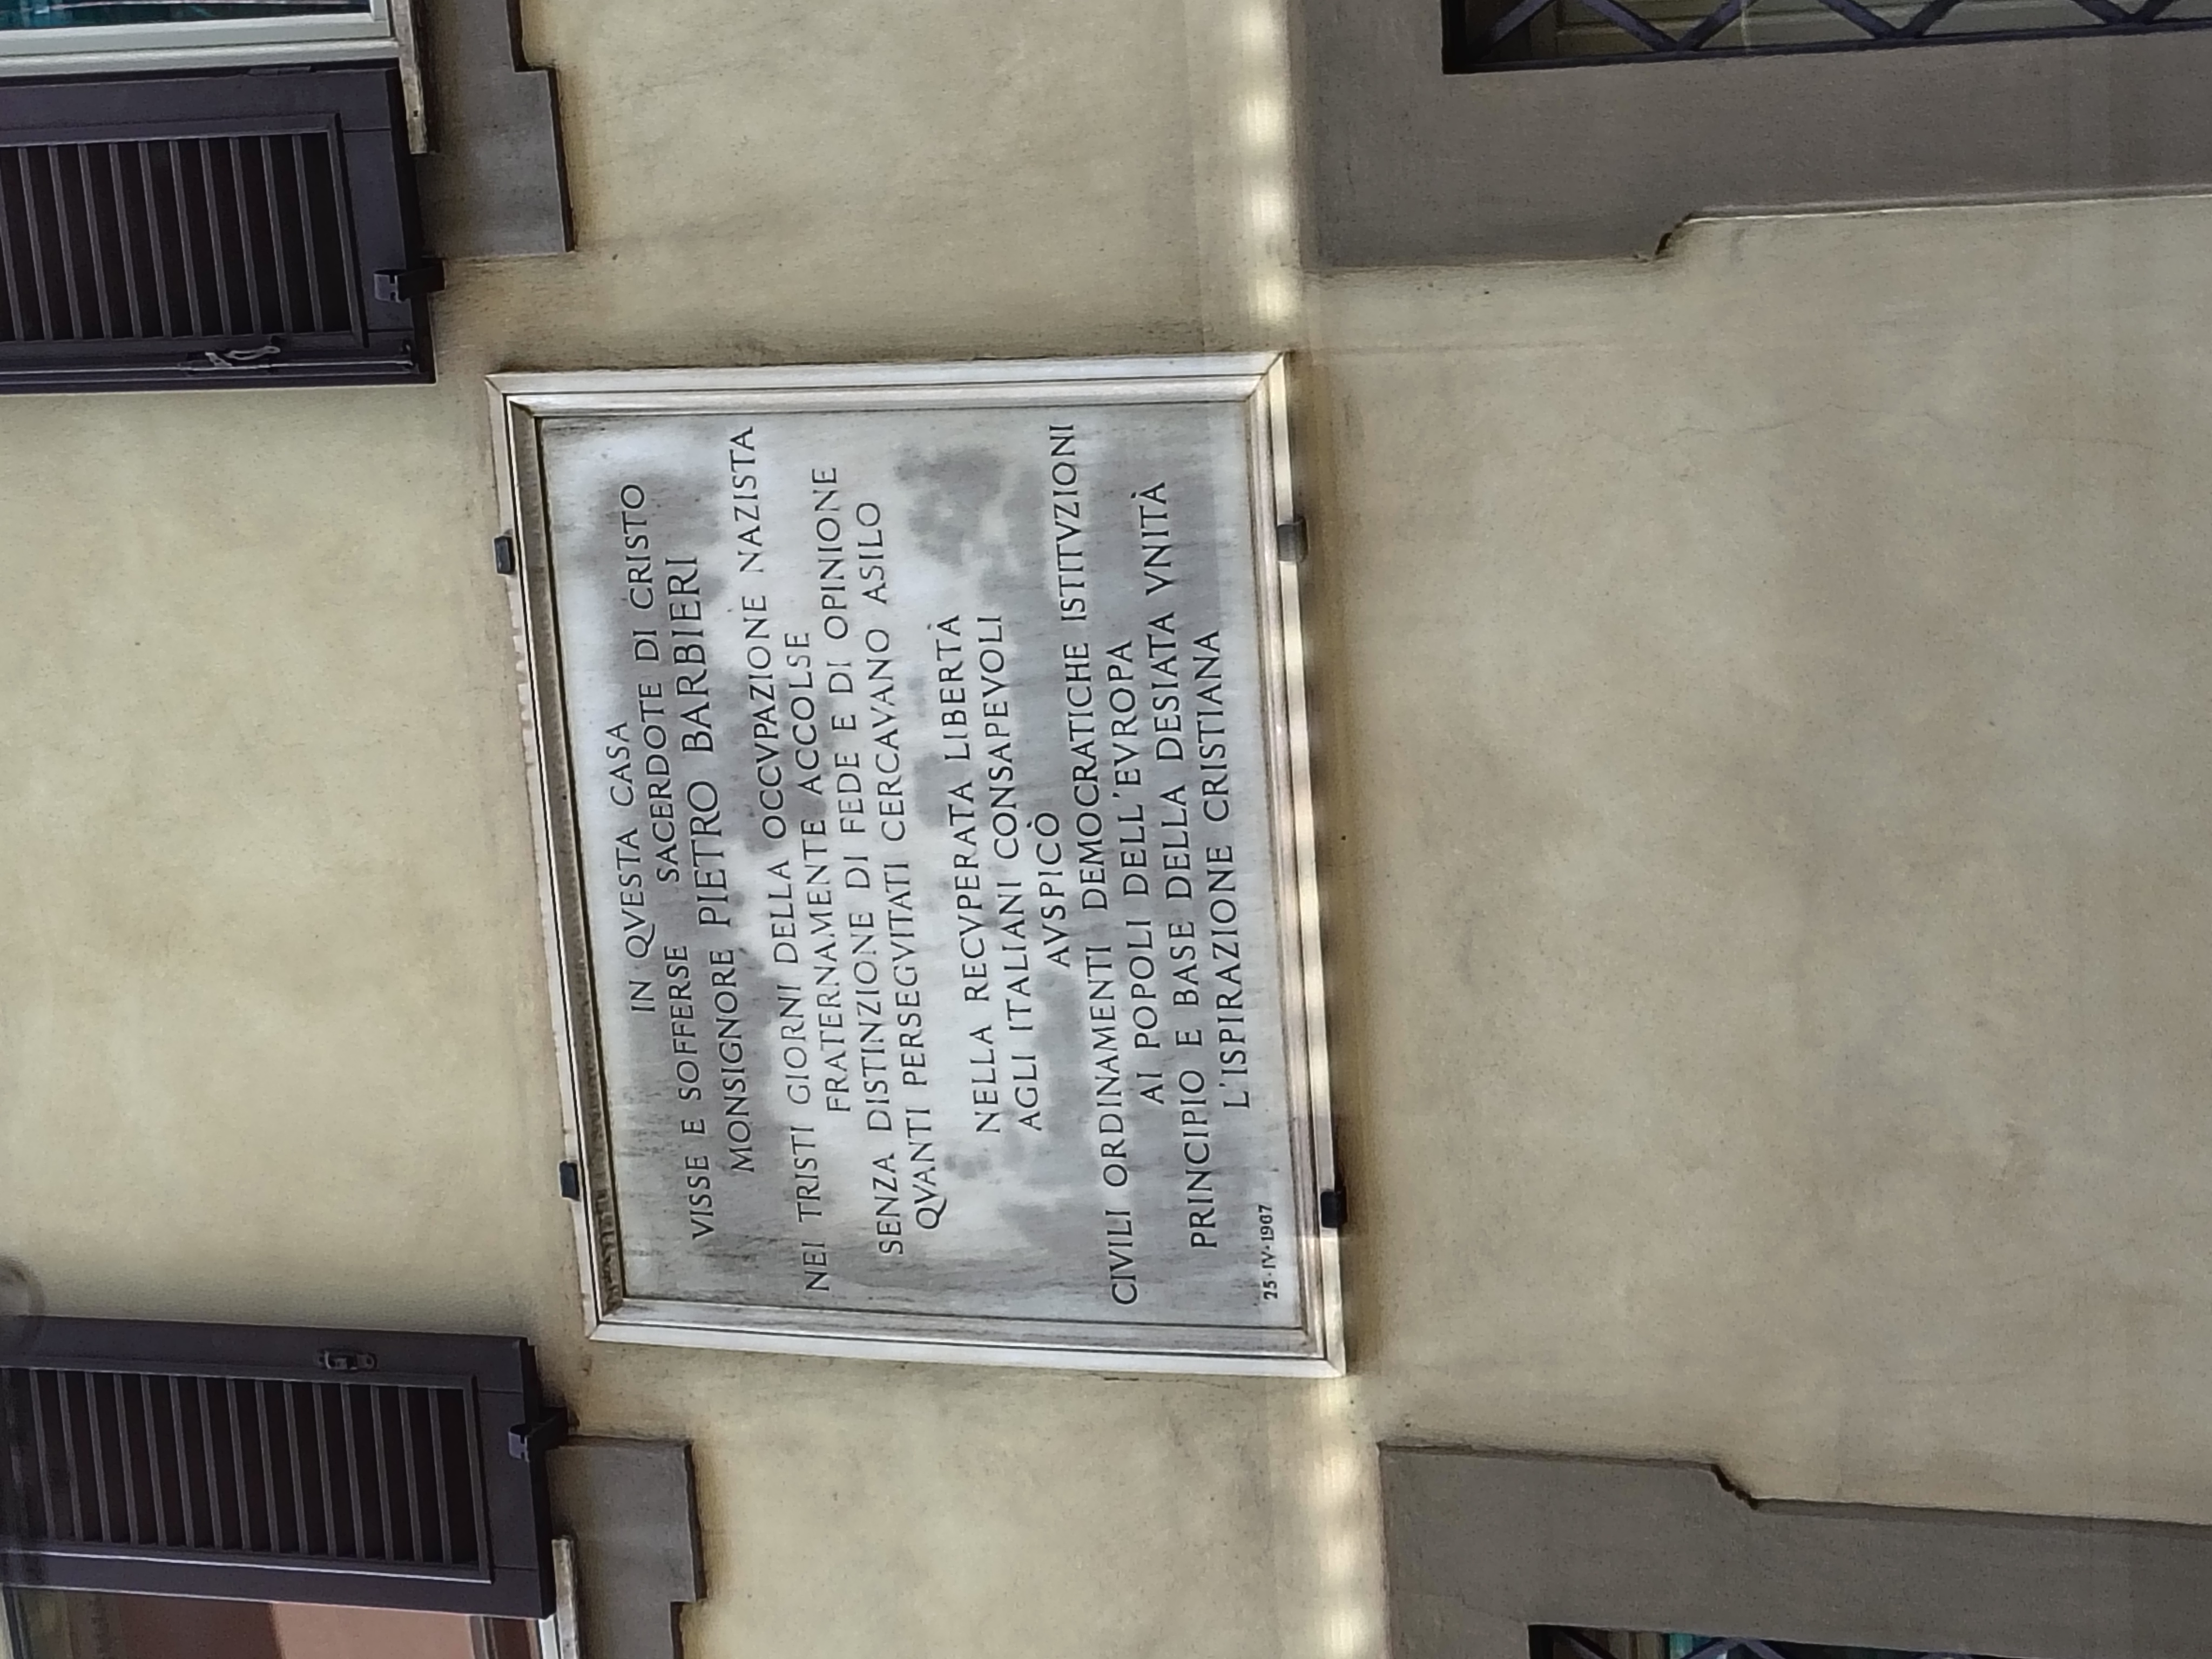 IN QVESTA CASA
VISSE E SOFFERSE SACERDOTE DI CRISTO
MONSIGNORE PIETRO BARBIERI
NEI TRISTI GIORNI DELLA OCCVPAZIONE NAZISTA
FRATERNAMENTE ACCOLSE
SENZA DISTINZIONE DI FEDE E DI OPINIONE
QVANTI PERSEGVITATI CERCAVANO ASILO
NELLA RECVPERATA LIBERTÀ
AGLI ITALIANI CONSAPEVOLI
AVSPICÒ
CIVILI ORDINAMENTI DEMOCRATICHE ISTITVZIONI
AI POPOLI DELL'EVROPA
PRINCIPIO E BASE DELLA DESIATA VNITÀ
L'ISPIRAZIONE CRISTIANA
25·IV·1967